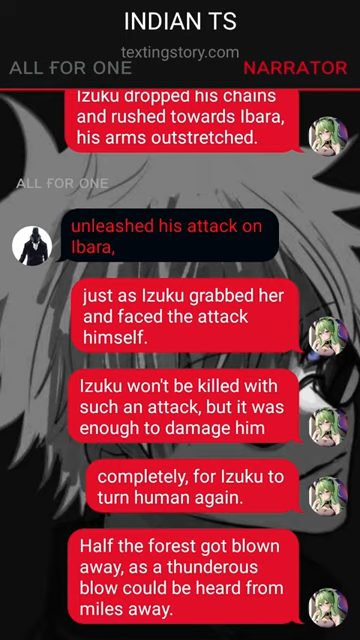 INDIAN TS
textingstory.com
ALL FOR ONE
NARRATOR
Izuku dropped his chains
and rushed towards Ibara,
his arms outstretched.
ALL FOR ONE
unleashed his attack on
Ibara,
just as Izuku grabbed her
and faced the attack
himself.
Izuku won't be killed with
such an attack, but it was
enough to damage him
completely, for Izuku to
turn human again.
Half the forest got blown
away, as a thunderous
blow could be heard from
miles away.